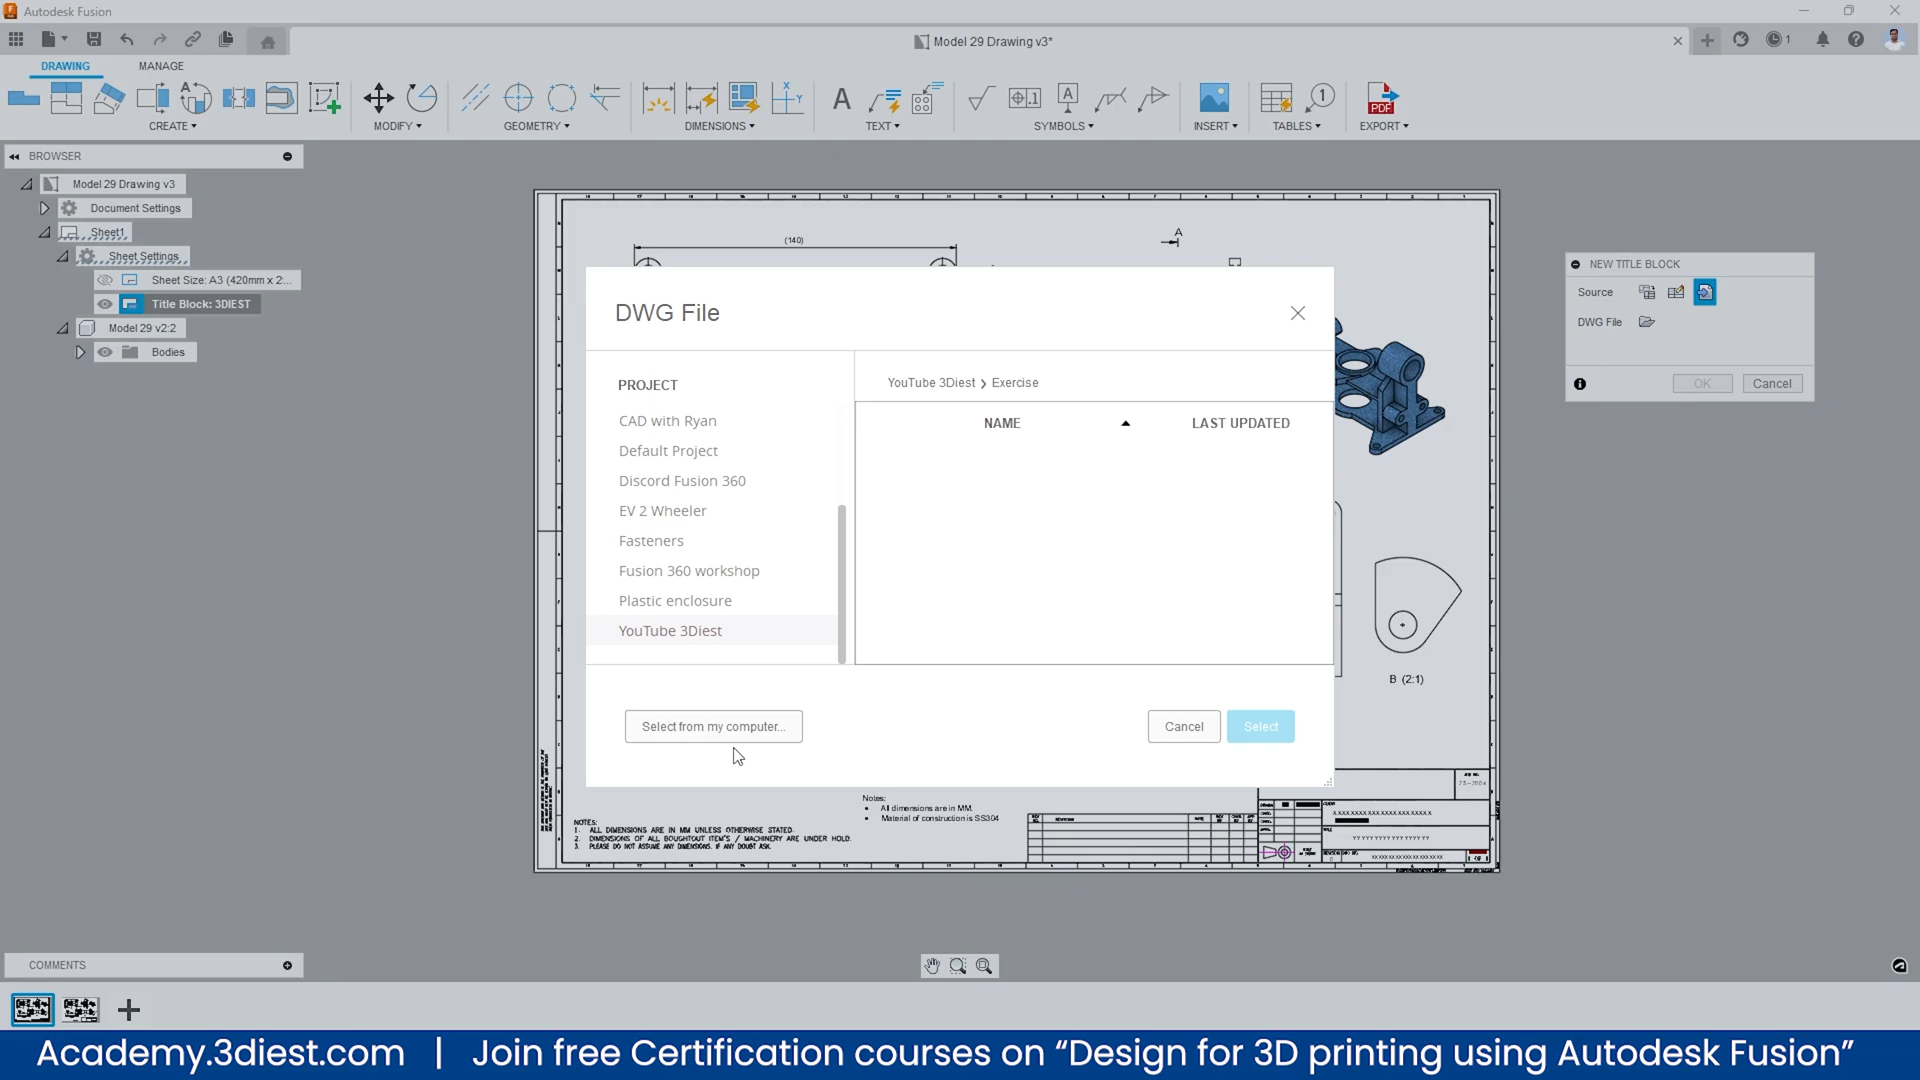 Autodesk Fusion
Model 29 Drawing v3*
1
DRAWING
MANAGE
CREATE
MODIFY
GEOMETRY
DIMENSIONS
TEXT
SYMBOLS
INSERT
TABLES
EXPORT
BROWSER
Model 29 Drawing v3
Document Settings
Sheet1
Sheet Settings
Sheet Size: A3 (420mm x 2...
Title Block: 3DIEST
Model 29 v2:2
Bodies
(140)
A
NEW TITLE BLOCK
Source
DWG File
OK
Cancel
DWG File
PROJECT
CAD with Ryan
Default Project
Discord Fusion 360
EV 2 Wheeler
Fasteners
Fusion 360 workshop
Plastic enclosure
YouTube 3Diest
YouTube 3Diest > Exercise
NAME
LAST UPDATED
Select from my computer...
Cancel
Select
B (2:1)
Notes:
• All dimensions are in MM.
• Material of construction is SS304
NOTES:
1. ALL DIMENSIONS ARE IN MM UNLESS OTHERWISE STATED.
2. DIMENSIONS OF ALL BOUGHTOUT ITEM'S / MACHINERY ARE UNDER HOLD.
3. PLEASE DO NOT ASSUME ANY DIMENSIONS. IF ANY DOUBT ASK.
COMMENTS
Academy.3diest.com | Join free Certification courses on “Design for 3D printing using Autodesk Fusion”